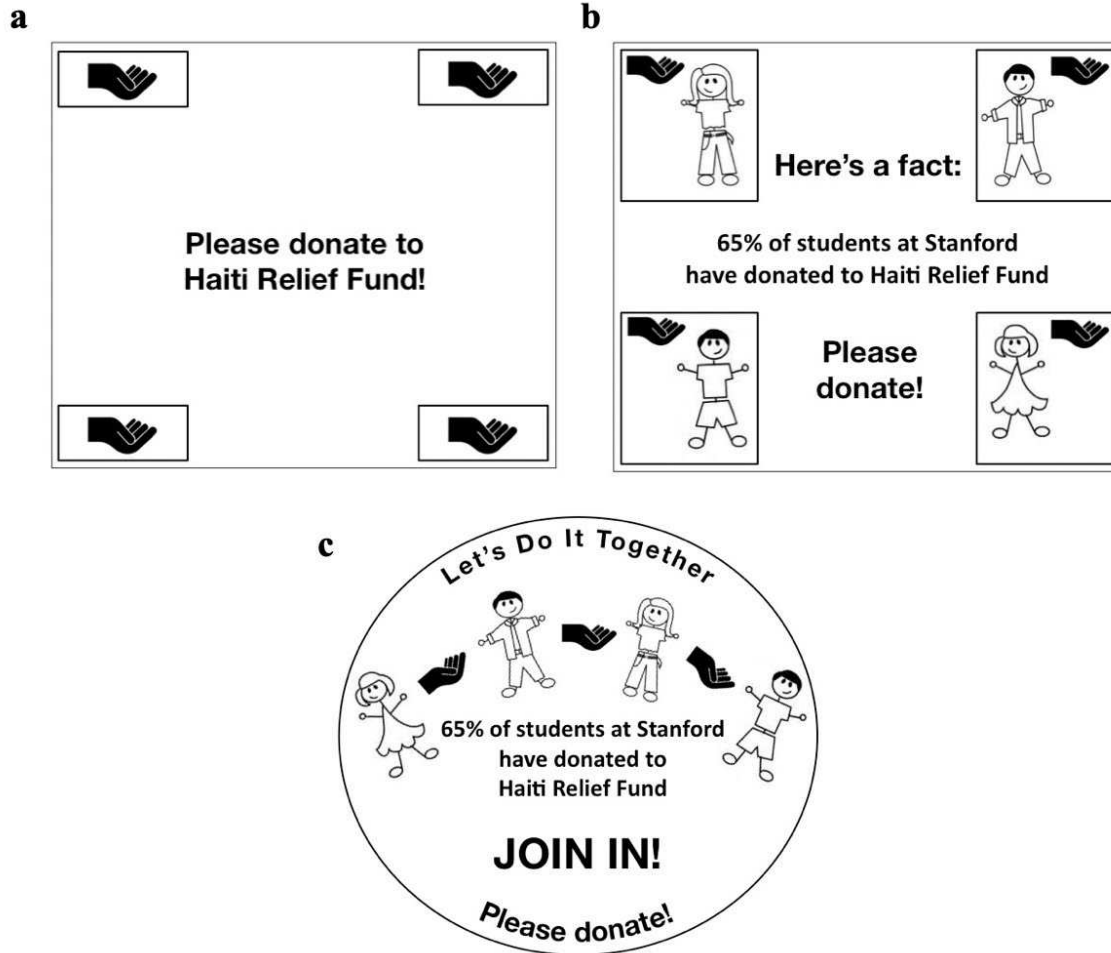 a
Please donate to
Haiti Relief Fund!
b
Here's a fact:
65% of students at Stanford
have donated to Haiti Relief Fund
Please
donate!
c
Let's Do It Together
65% of students at Stanford
have donated to
Haiti Relief Fund
JOIN IN!
Please donate!